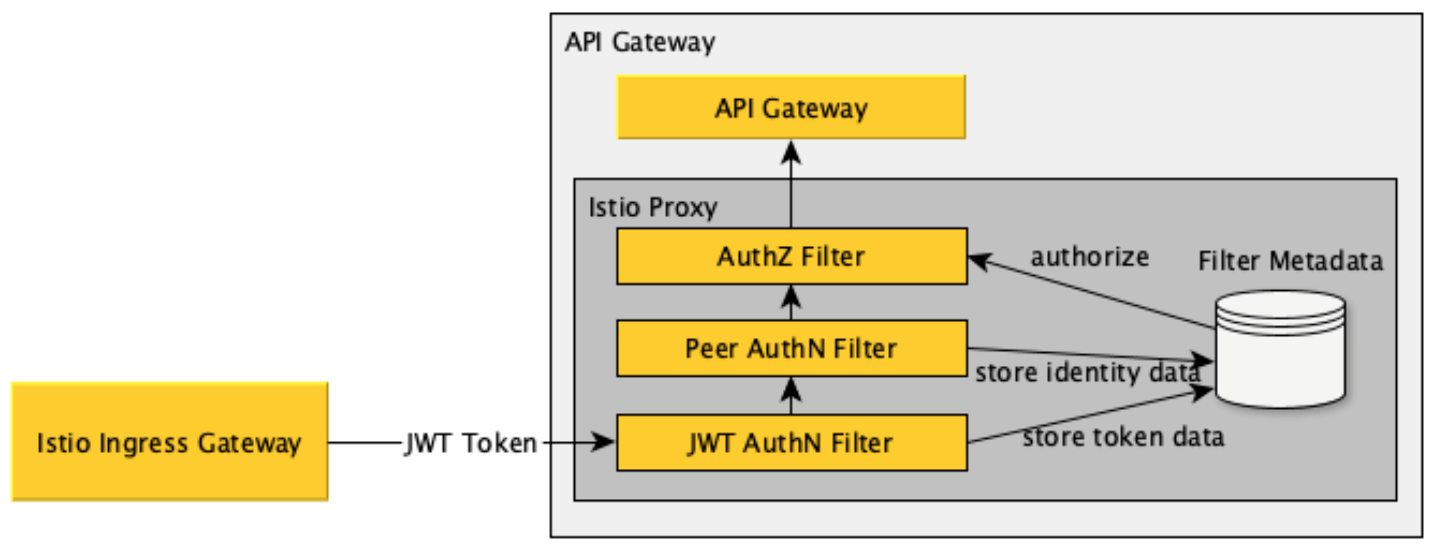 API Gateway
API Gateway
Istio Proxy
AuthZ Filter
authorize
Filter Metadata
Peer AuthN Filter
store identity data
Istio Ingress Gateway
JWT Token
JWT AuthN Filter
store token data